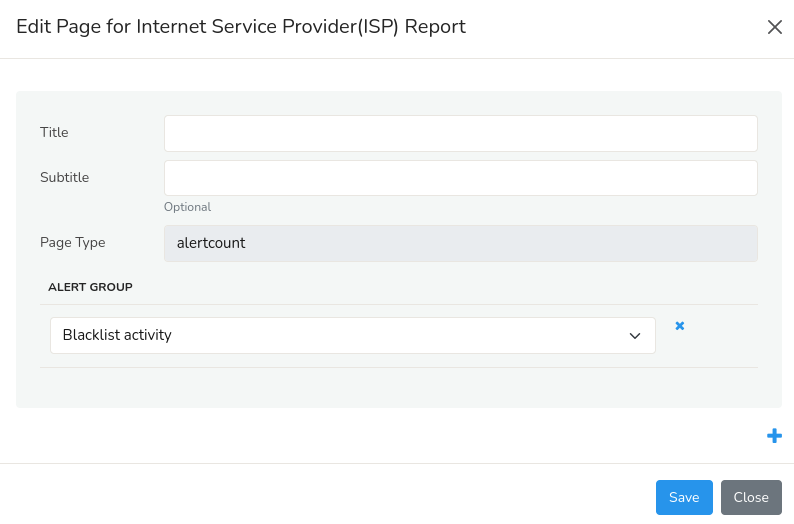 Edit Page for Internet Service Provider(ISP) Report
Title
Subtitle
Optional
Page Type
alertcount
ALERT GROUP
Blacklist activity
Save
Close